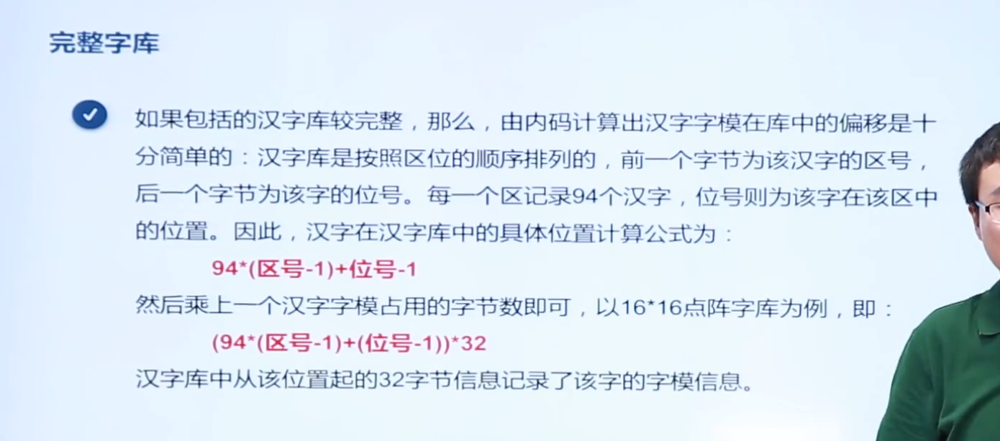 完整字库
如果包括的汉字库较完整，那么，由内码计算出汉字字模在库中的偏移是十
分简单的：汉字库是按照区位的顺序排列的，前一个字节为该汉字的区号，
后一个字节为该字的位号。每一个区记录94个汉字，位号则为该字在该区中
的位置。因此，汉字在汉字库中的具体位置计算公式为：
94*(区号-1)+位号-1
然后乘上一个汉字字模占用的字节数即可，以16*16点阵字库为例，即：
(94*(区号-1)+(位号-1))*32
汉字库中从该位置起的32字节信息记录了该字的字模信息。